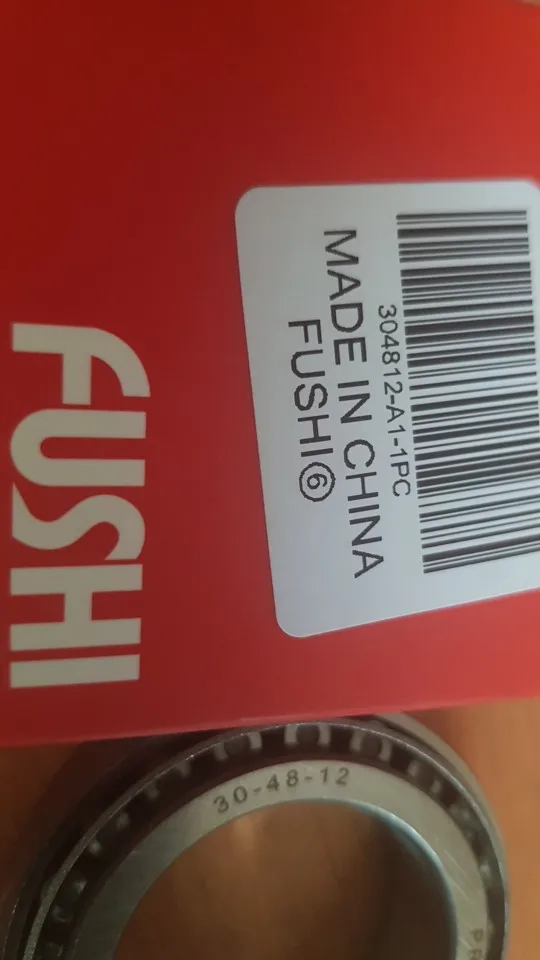 FUSHI
304812-A1-1PC
MADE IN CHINA
FUSHI⑥
30-48-12